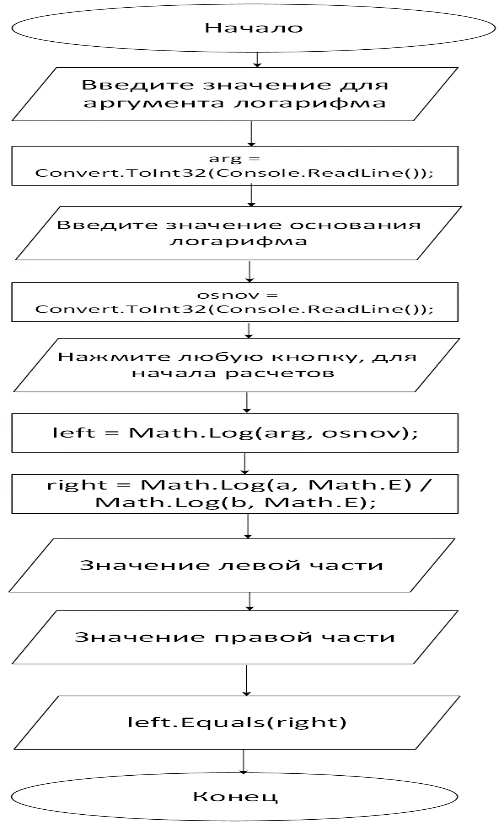 Начало
Введите значение для
аргумента логарифма
arg =
Convert.ToInt32(Console.ReadLine());
Введите значение основания
логарифма
osnov =
Convert.ToInt32(Console.ReadLine());
Нажмите любую кнопку, для
начала расчетов
left = Math.Log(arg, osnov);
right = Math.Log(a, Math.E) /
Math.Log(b, Math.E);
Значение левой части
Значение правой части
left.Equals(right)
Конец